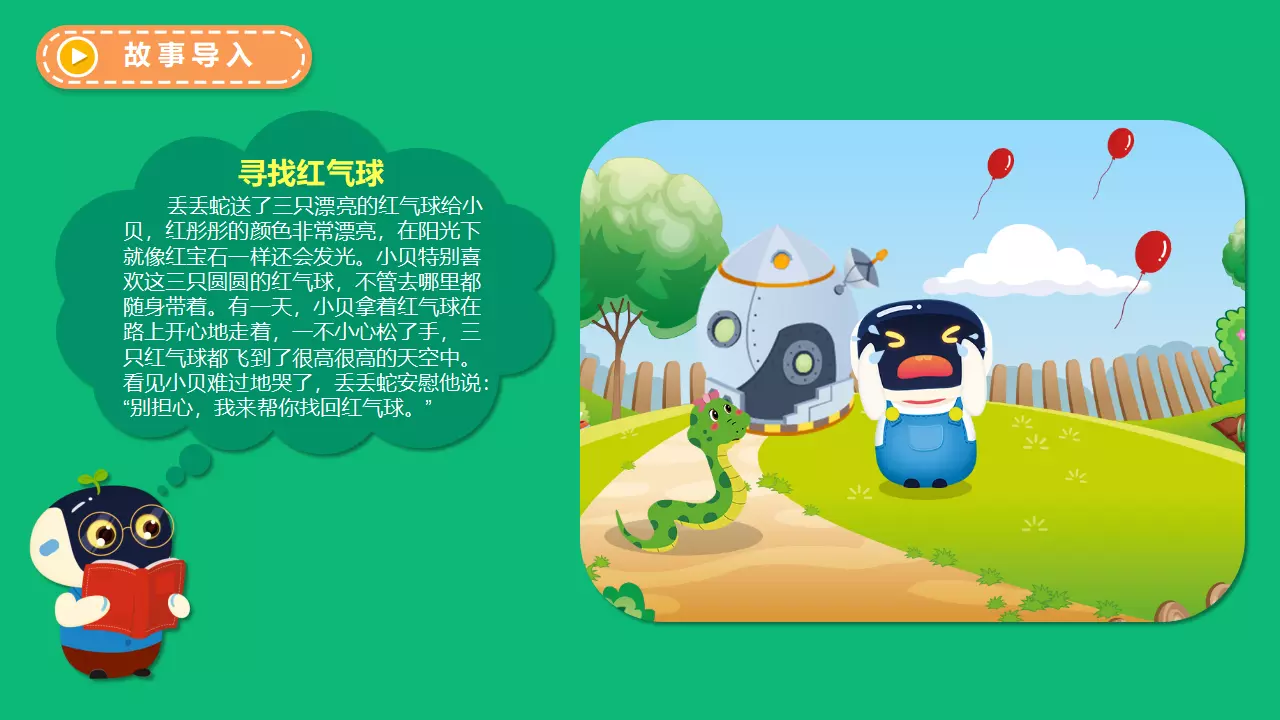 故事导入
寻找红气球
丢丢蛇送了三只漂亮的红气球给小
贝，红彤彤的颜色非常漂亮，在阳光下
就像红宝石一样还会发光。小贝特别喜
欢这三只圆圆的红气球，不管去哪里都
随身带着。有一天，小贝拿着红气球在
路上开心地走着，一不小心松了手，三
只红气球都飞到了很高很高的天空中。
看见小贝难过地哭了，丢丢蛇安慰他说：
“别担心，我来帮你找回红气球。”